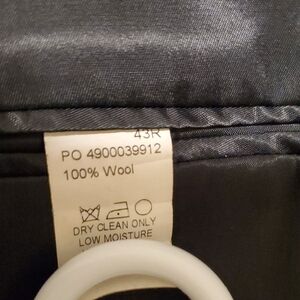 43R
PO 4900039912
100% Wool
DRY CLEAN ONLY
LOW MOISTURE